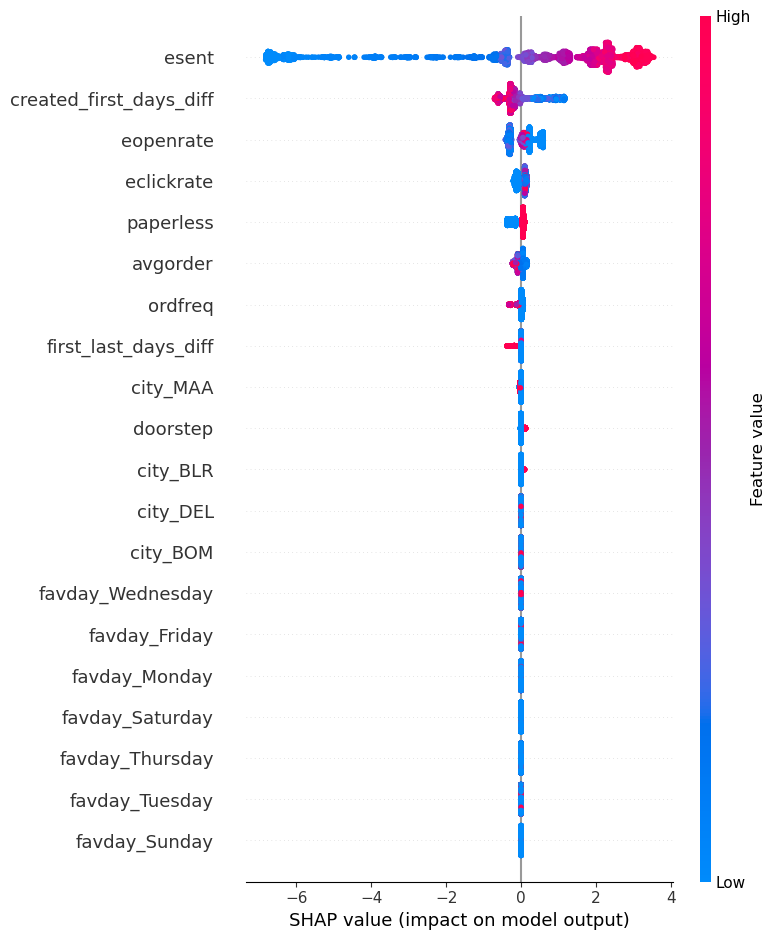 High
esent
created_first_days_diff
eopenrate
eclickrate
paperless
avgorder
ordfreq
first_last_days_diff
city_MAA
doorstep
city_BLR
city_DEL
city_BOM
favday_Wednesday
favday_Friday
favday_Monday
favday_Saturday
favday_Thursday
favday_Tuesday
favday_Sunday
Feature value
Low
−6 −4 −2 0 2 4
SHAP value (impact on model output)